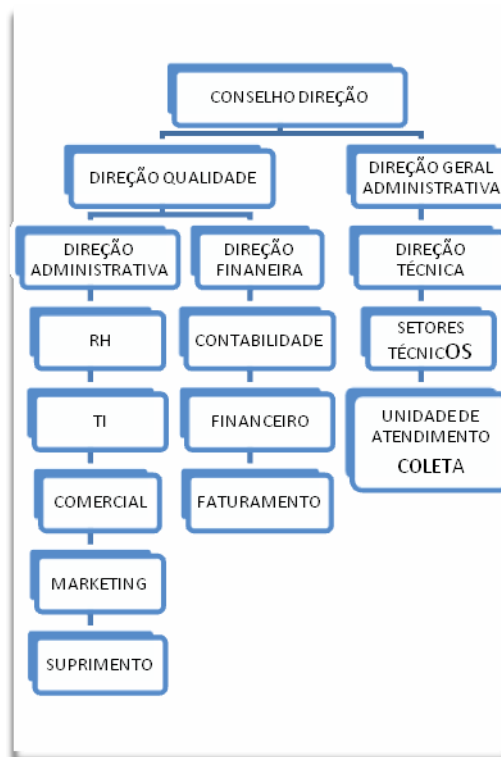 CONSELHO DIREÇÃO
DIREÇÃO QUALIDADE
DIREÇÃO GERAL
ADMINISTRATIVA
DIREÇÃO
ADMINISTRATIVA
DIREÇÃO
FINANEIRA
DIREÇÃO
TÉCNICA
RH
CONTABILIDADE
SETORES
TÉCNICOS
TI
FINANCEIRO
UNIDADE DE
ATENDIMENTO
COLETA
COMERCIAL
FATURAMENTO
MARKETING
SUPRIMENTO